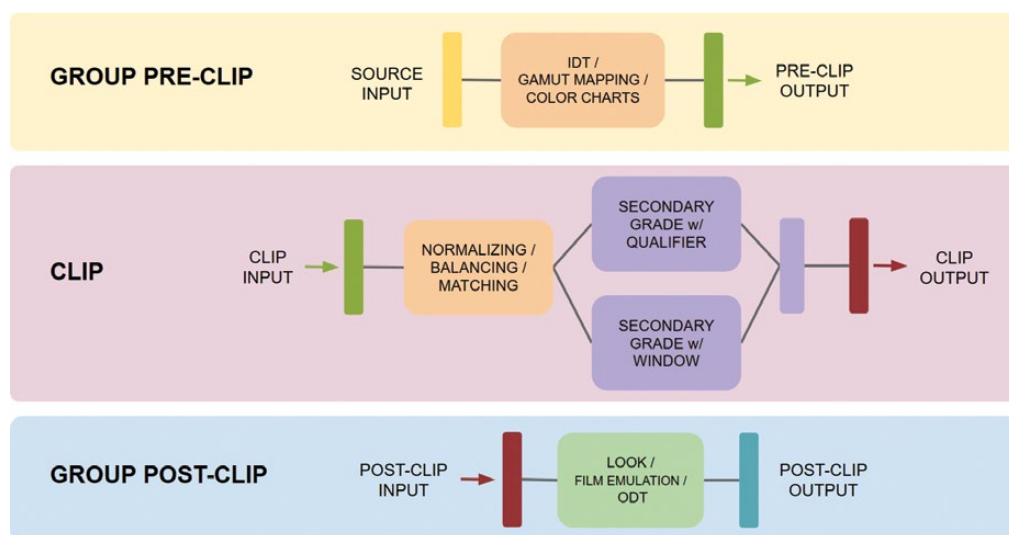 GROUP PRE-CLIP
SOURCE
INPUT
IDT /
GAMUT MAPPING /
COLOR CHARTS
PRE-CLIP
OUTPUT
CLIP
CLIP
INPUT
NORMALIZING /
BALANCING /
MATCHING
SECONDARY
GRADE w/
QUALIFIER
SECONDARY
GRADE w/
WINDOW
CLIP
OUTPUT
GROUP POST-CLIP
POST-CLIP
INPUT
LOOK /
FILM EMULATION /
ODT
POST-CLIP
OUTPUT